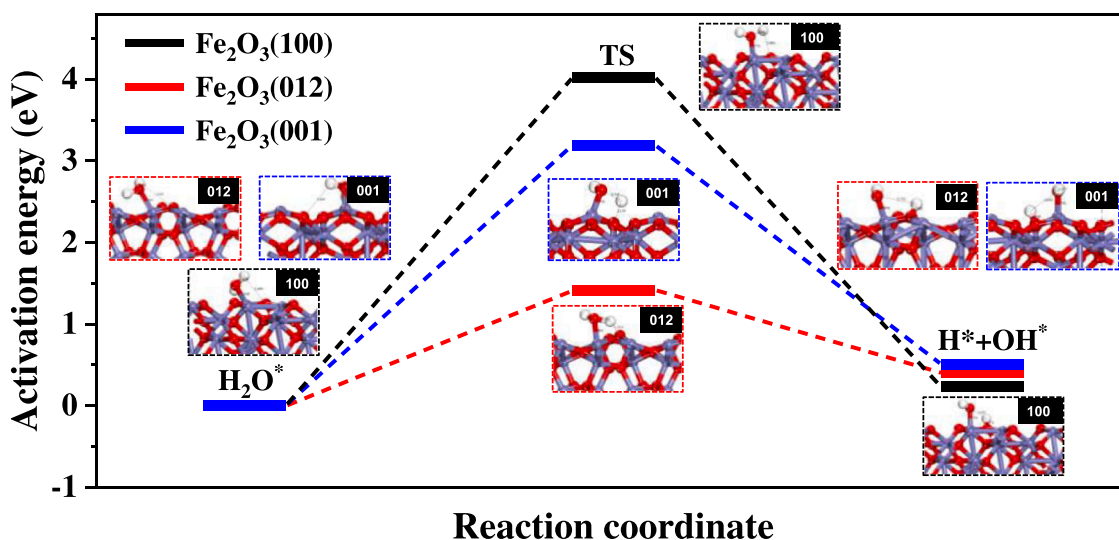 Fe₂O₃(100)
Fe₂O₃(012)
Fe₂O₃(001)
Activation energy (eV)
4
3
2
1
0
-1
TS
100
012
001
001
012
001
100
012
H₂O*
H*+OH*
100
Reaction coordinate